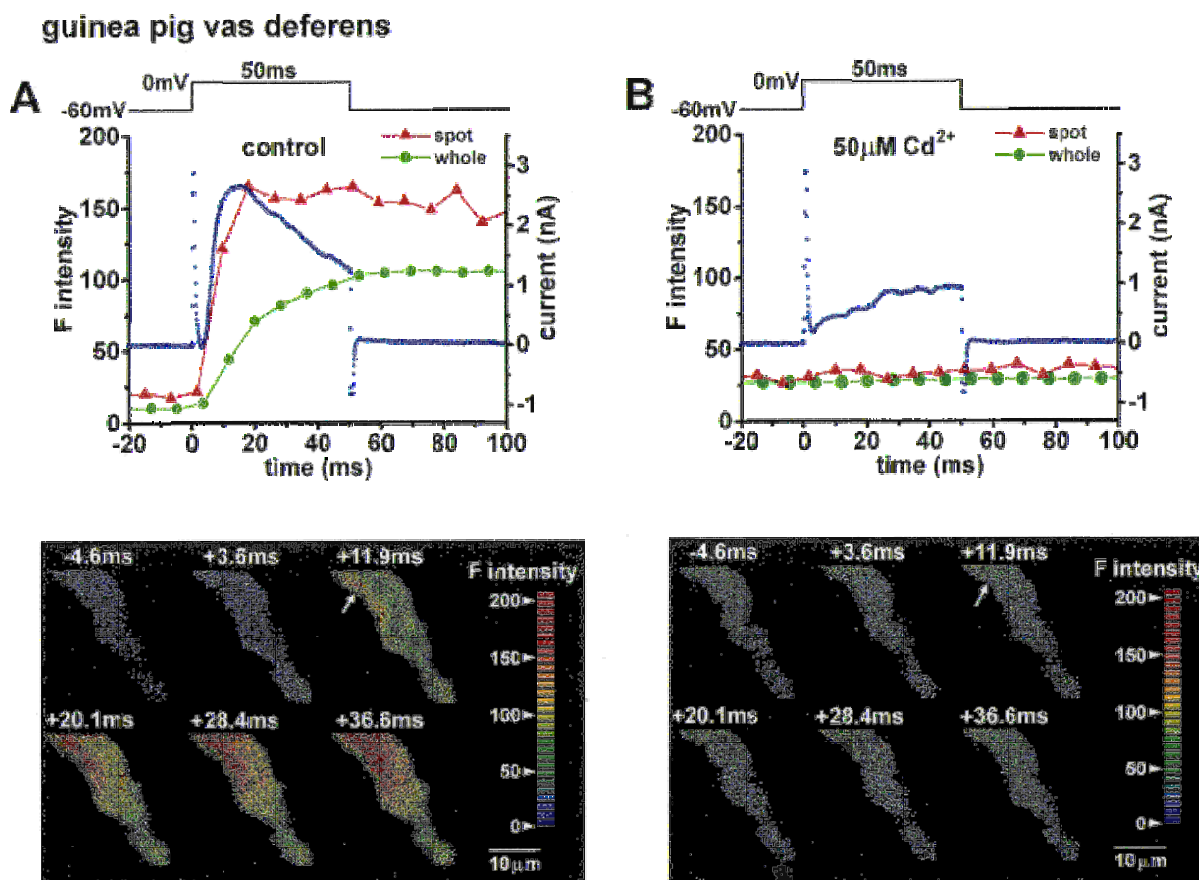 guinea pig vas deferens
A
0mV
50ms
-60mV
control
spot
whole
200
150
100
50
0
F intensity
3
2
1
0
-1
current (nA)
-20 0 20 40 60 80 100
time (ms)
B
0mV
50ms
-60mV
50μM Cd²⁺
spot
whole
200
150
100
50
0
F intensity
3
2
1
0
-1
current (nA)
-20 0 20 40 60 80 100
time (ms)
-4.6ms +3.6ms +11.9ms
F intensity
200
150
100
50
0
+20.1ms +28.4ms +36.6ms
10μm
-4.6ms +3.6ms +11.9ms
F intensity
200
150
100
50
0
+20.1ms +28.4ms +36.6ms
10μm